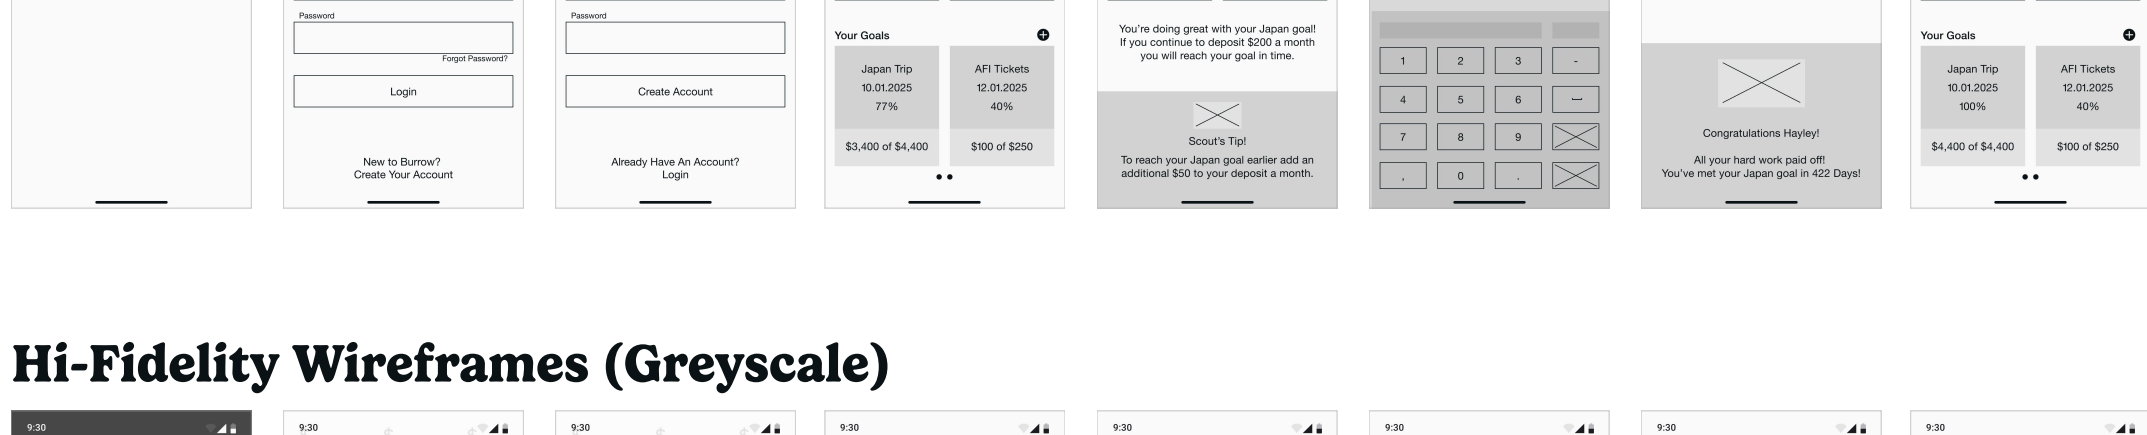 Password
Forgot Password?
Login
New to Burrow?
Create Your Account
Password
Create Account
Already Have An Account?
Login
Your Goals
Japan Trip
10.01.2025
77%
$3,400 of $4,400
AFI Tickets
12.01.2025
40%
$100 of $250
You're doing great with your Japan goal!
If you continue to deposit $200 a month
you will reach your goal in time.
Scout's Tip!
To reach your Japan goal earlier add an
additional $50 to your deposit a month.
1 2 3 -
4 5 6
7 8 9
, 0 .
Congratulations Hayley!
All your hard work paid off!
You've met your Japan goal in 422 Days!
Your Goals
Japan Trip
10.01.2025
100%
$4,400 of $4,400
AFI Tickets
12.01.2025
40%
$100 of $250
Hi-Fidelity Wireframes (Greyscale)
9:30
9:30
9:30
9:30
9:30
9:30
9:30
9:30